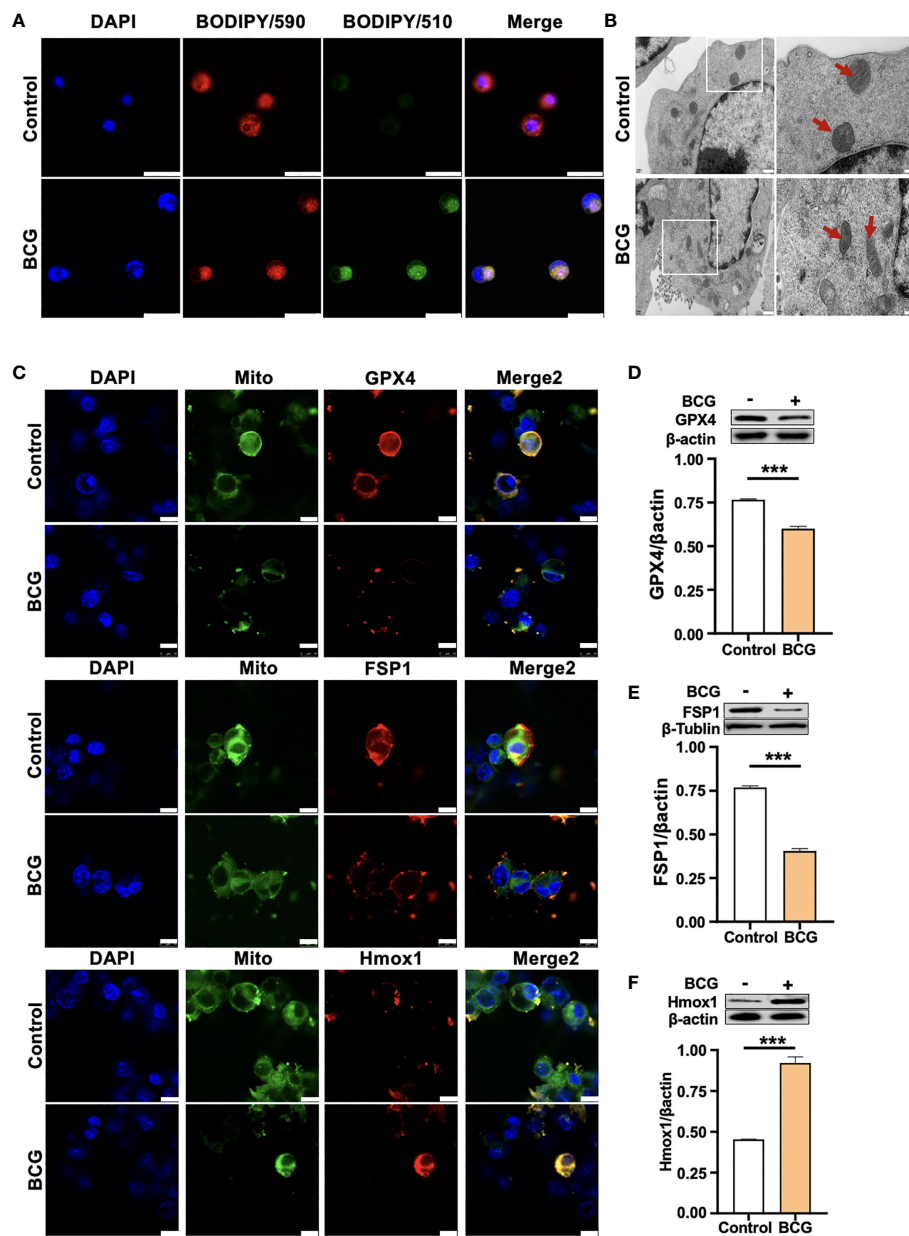 A
DAPI BODIPY/590 BODIPY/510 Merge
Control
BCG
B
Control
BCG
C
DAPI Mito GPX4 Merge2
Control
BCG
DAPI Mito FSP1 Merge2
Control
BCG
DAPI Mito Hmox1 Merge2
Control
BCG
D
BCG - +
GPX4
β-actin
1.00
***
0.75
0.50
0.25
0.00
GPX4/βactin
Control BCG
E
BCG - +
FSP1
β-Tublin
1.00
***
0.75
0.50
0.25
0.00
FSP1/βactin
Control BCG
F
BCG - +
Hmox1
β-actin
***
1.00
0.75
0.50
0.25
0.00
Hmox1/βactin
Control BCG